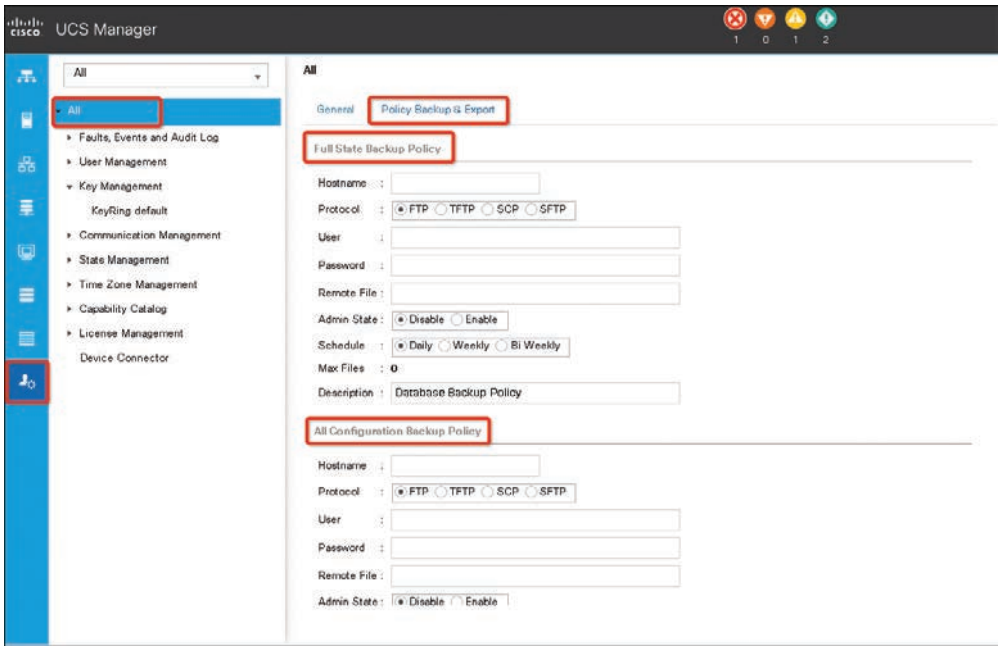 cisco UCS Manager
1 0 1 2
All
All
Faults, Events and Audit Log
User Management
Key Management
KeyRing default
Communication Management
State Management
Time Zone Management
Capability Catalog
License Management
Device Connector
All
General Policy Backup & Export
Full State Backup Policy
Hostname :
Protocol : FTP TFTP SCP SFTP
User :
Password :
Remote File :
Admin State : Disable Enable
Schedule : Daily Weekly Bi Weekly
Max Files : 0
Description : Database Backup Policy
All Configuration Backup Policy
Hostname :
Protocol : FTP TFTP SCP SFTP
User :
Password :
Remote File :
Admin State : Disable Enable